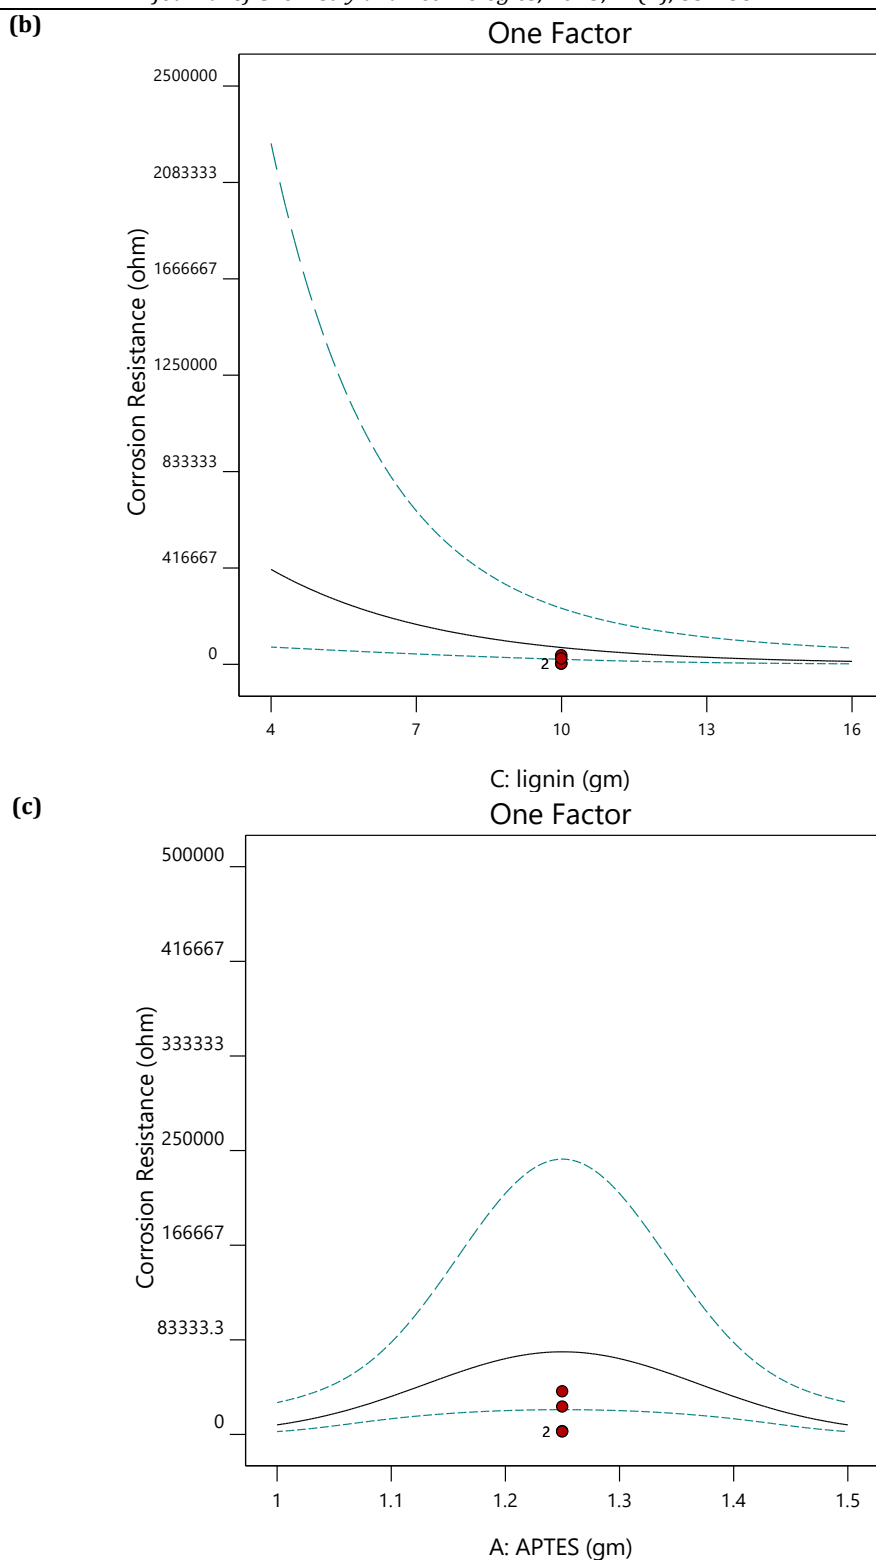 (b)
One Factor
2500000
2083333
1666667
1250000
833333
416667
0
Corrosion Resistance (ohm)
2
4 7 10 13 16
C: lignin (gm)
(c)
One Factor
500000
416667
333333
250000
166667
83333.3
0
Corrosion Resistance (ohm)
2
1 1.1 1.2 1.3 1.4 1.5
A: APTES (gm)